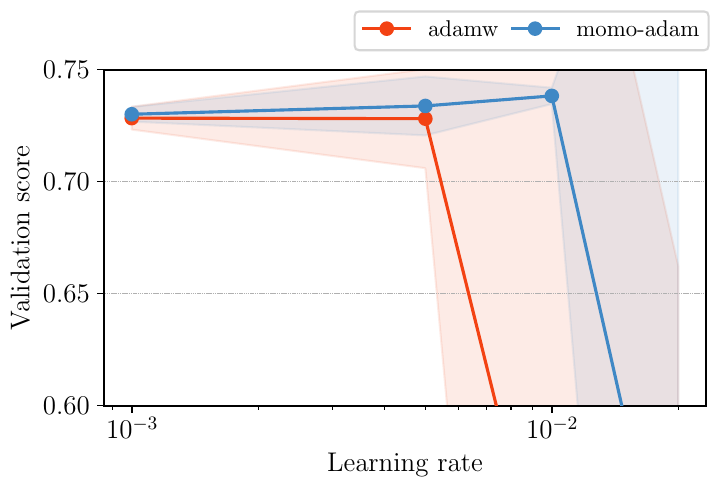 adamw momo-adam
0.75
0.70
0.65
0.60
Validation score
10⁻³ 10⁻²
Learning rate